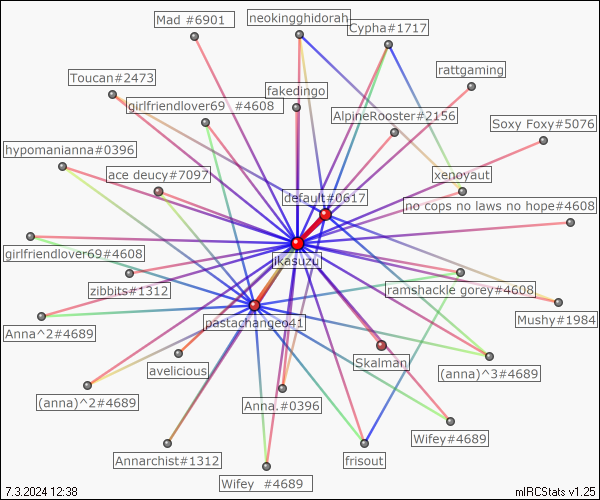 Mad #6901
neokingghidorah
Cypha#1717
Toucan#2473
rattgaming
fakedingo
girlfriendlover69 #4608
AlpineRooster#2156
Soxy Foxy#5076
hypomanianna#0396
ace deucy#7097
xenoyaut
default#0617
no cops no laws no hope#4608
girlfriendlover69#4608
jkasuzu
zibbits#1312
ramshackle gorey#4608
Anna^2#4689
pastachange041
Mushy#1984
avelicious
Skalman
(anna)^3#4689
(anna)^2#4689
Anna.#0396
Wifey#4689
Annarchist#1312
frisout
Wifey #4689
7.3.2024 12:38
mIRCStats v1.25